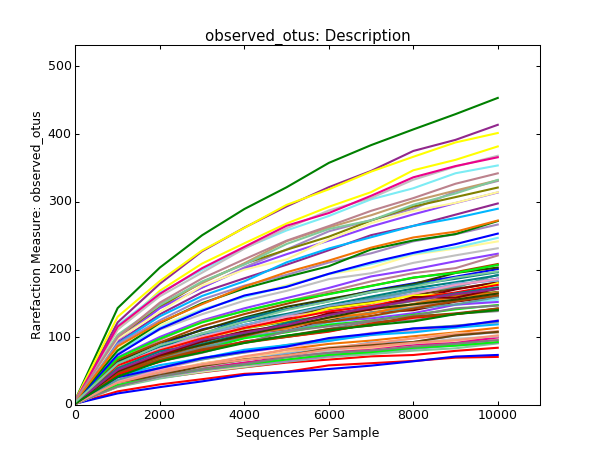 observed_otus: Description
500
400
300
200
100
0
0 2000 4000 6000 8000 10000
Rarefaction Measure: observed_otus
Sequences Per Sample